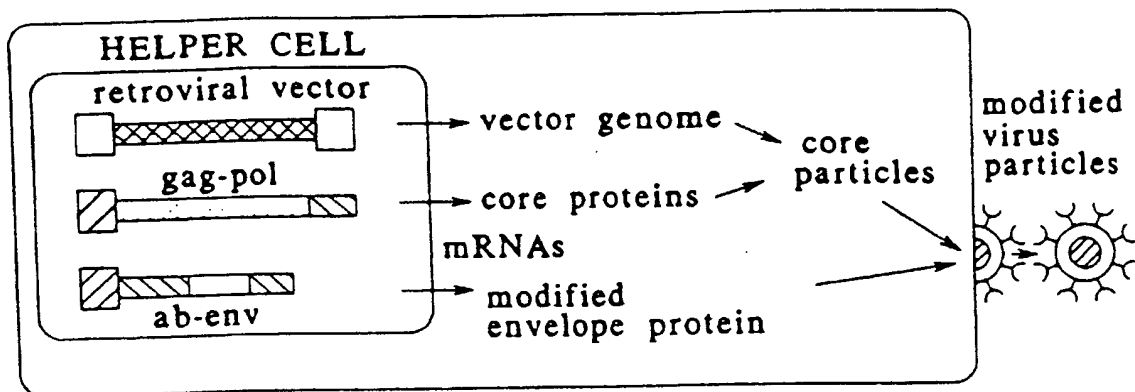 HELPER CELL
retroviral vector
gag-pol
ab-env
mRNAs
vector genome
core proteins
modified
envelope protein
core
particles
modified
virus
particles